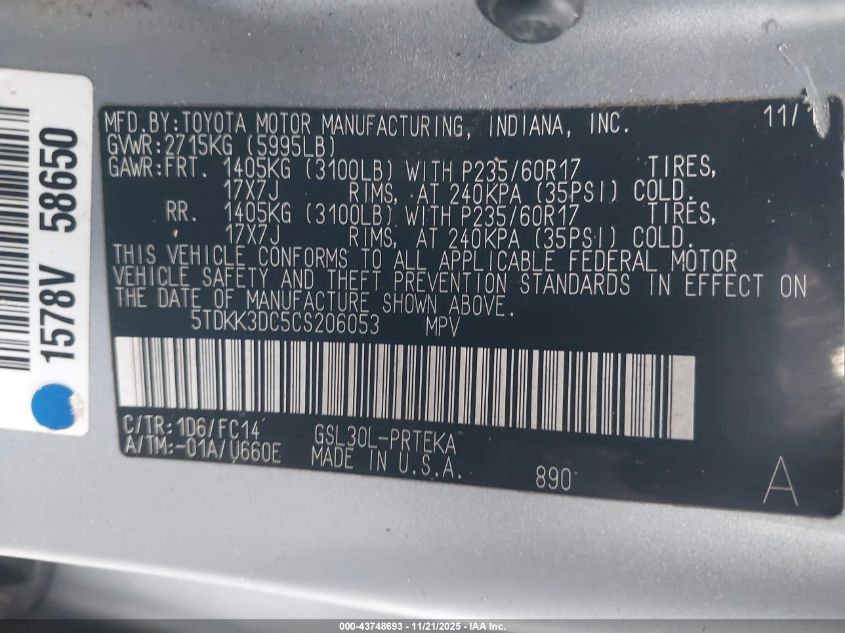 MFD.BY:TOYOTA MOTOR MANUFACTURING, INDIANA, INC. 11/1
GVWR:2715KG (5995LB)
GAWR:FRT. 1405KG (3100LB) WITH P235/60R17 TIRES,
17X7J RIMS, AT 240KPA (35PSI) COLD.
RR. 1405KG (3100LB) WITH P235/60R17 TIRES,
17X7J RIMS, AT 240KPA (35PSI) COLD.
THIS VEHICLE CONFORMS TO ALL APPLICABLE FEDERAL MOTOR
VEHICLE SAFETY AND THEFT PREVENTION STANDARDS IN EFFECT ON
THE DATE OF MANUFACTURE SHOWN ABOVE.
5TDKK3DC5CS206053 MPV
C/TR:1D6/FC14 GSL30L-PRTEKA
A/TM:-01A/U660E MADE IN U.S.A. 890 A
1578V 58650
000-43748693 - 11/21/2025 - IAA Inc.